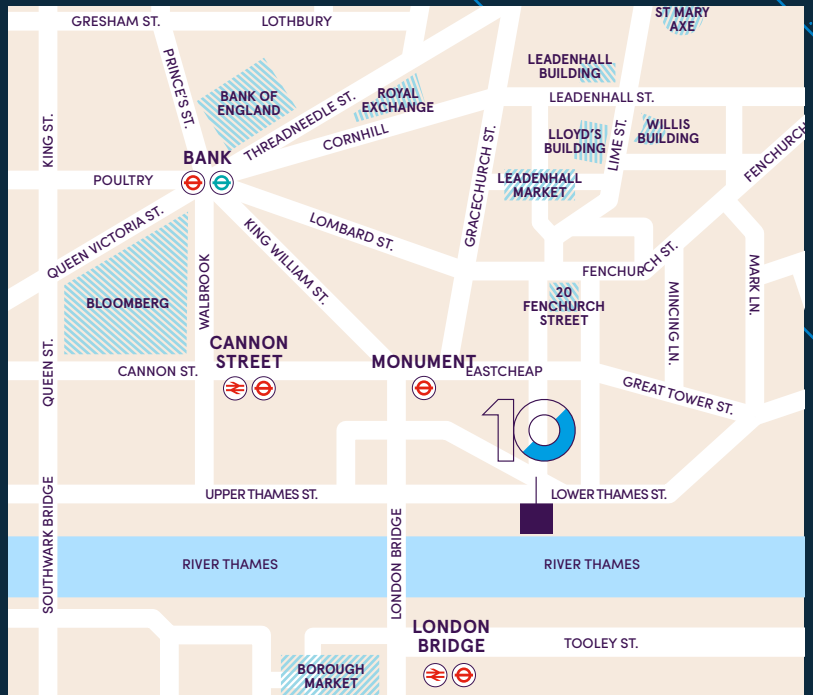 GRESHAM ST.
LOTHBURY
ST MARY
AXE
PRINCE'S ST.
LEADENHALL
BUILDING
KING ST.
BANK OF
ENGLAND
THREADNEEDLE ST.
ROYAL
EXCHANGE
LEADENHALL ST.
CORNHILL
LLOYD'S
BUILDING
LIME ST.
WILLIS
BUILDING
FENCHURCH
BANK
POULTRY
GRACECHURCH ST.
LEADENHALL
MARKET
QUEEN VICTORIA ST.
KING WILLIAM ST.
LOMBARD ST.
FENCHURCH ST.
WALBROOK
BLOOMBERG
20
FENCHURCH
STREET
MINCING LN.
MARK LN.
CANNON
STREET
QUEEN ST.
CANNON ST.
MONUMENT
EASTCHEAP
GREAT TOWER ST.
10
UPPER THAMES ST.
LOWER THAMES ST.
SOUTHWARK BRIDGE
RIVER THAMES
LONDON BRIDGE
RIVER THAMES
LONDON
BRIDGE
TOOLEY ST.
BOROUGH
MARKET